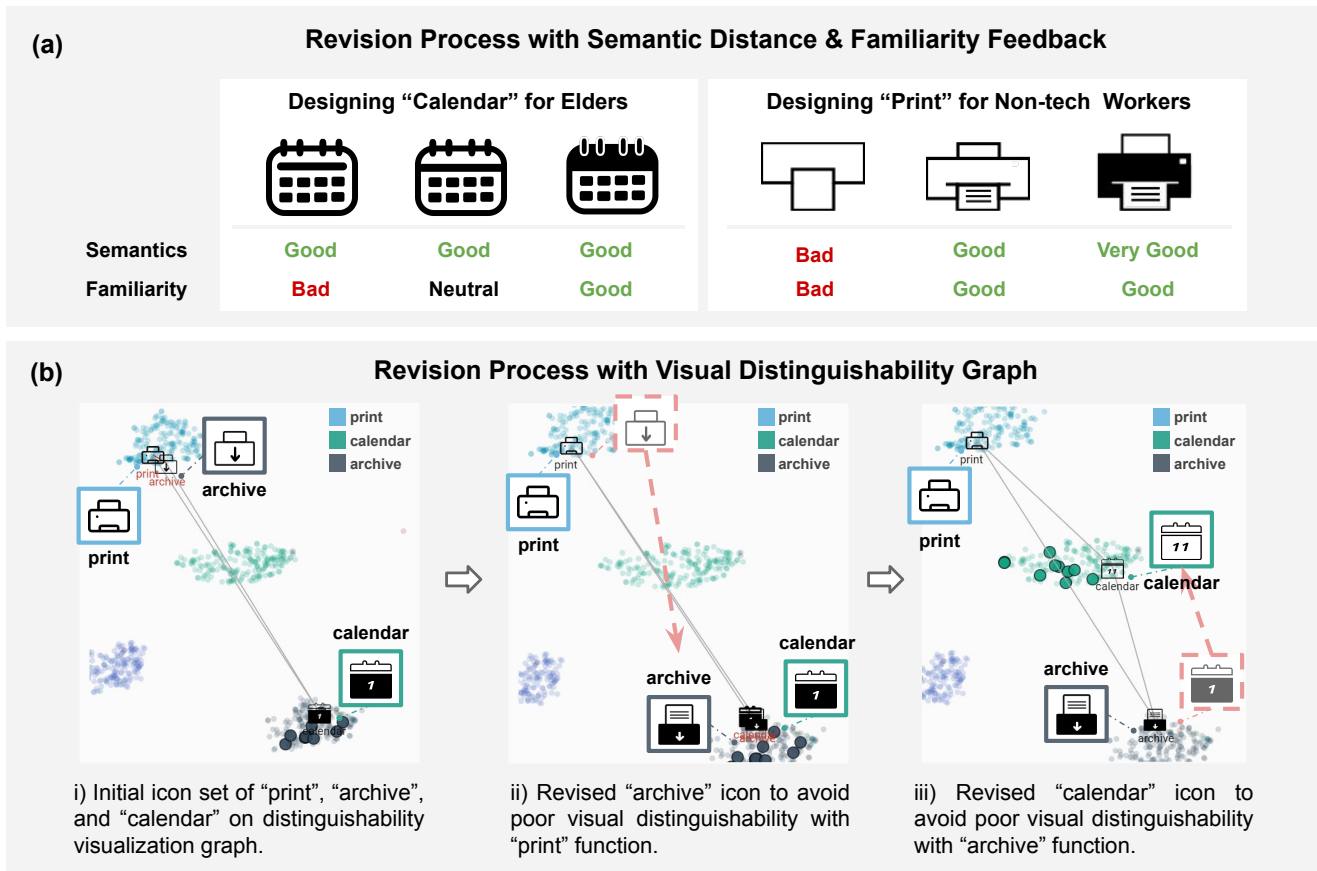 (a)
Revision Process with Semantic Distance & Familiarity Feedback
Designing “Calendar” for Elders
Designing “Print” for Non-tech Workers
Semantics
Good
Good
Good
Bad
Good
Very Good
Familiarity
Bad
Neutral
Good
Bad
Good
Good
(b)
Revision Process with Visual Distinguishability Graph
print
calendar
archive
print
archive
archive
print
calendar
1
1
calendar
i) Initial icon set of “print”, “archive”,
and “calendar” on distinguishability
visualization graph.
print
calendar
archive
print
print
calendar
1
archive
calendar
archive
ii) Revised “archive” icon to avoid
poor visual distinguishability with
“print” function.
print
calendar
archive
print
print
11
11
calendar
calendar
archive
1
archive
iii) Revised “calendar” icon to
avoid poor visual distinguishability
with “archive” function.